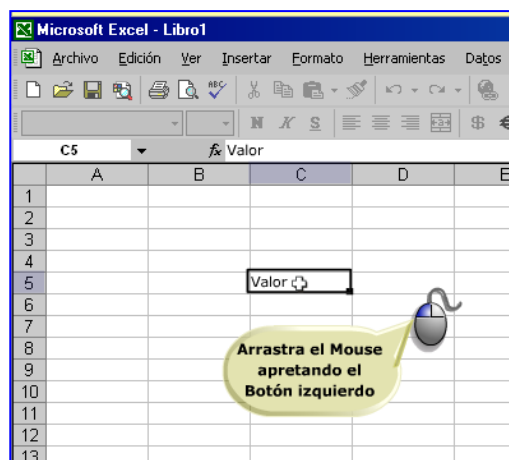 Microsoft Excel - Libro1
Archivo Edición Ver Insertar Formato Herramientas Datos
ABC
N K S
C5 fx Valor
A B C D E
1
2
3
4
5 Valor
6
7
8
9
10
11
12
13
Arrastra el Mouse
apretando el
Botón izquierdo